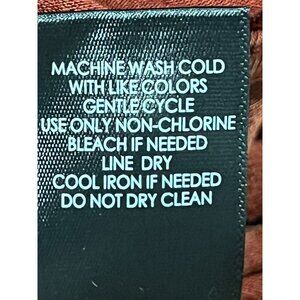 MACHINE WASH COLD
WITH LIKE COLORS
GENTLE CYCLE
USE ONLY NON-CHLORINE
BLEACH IF NEEDED
LINE DRY
COOL IRON IF NEEDED
DO NOT DRY CLEAN